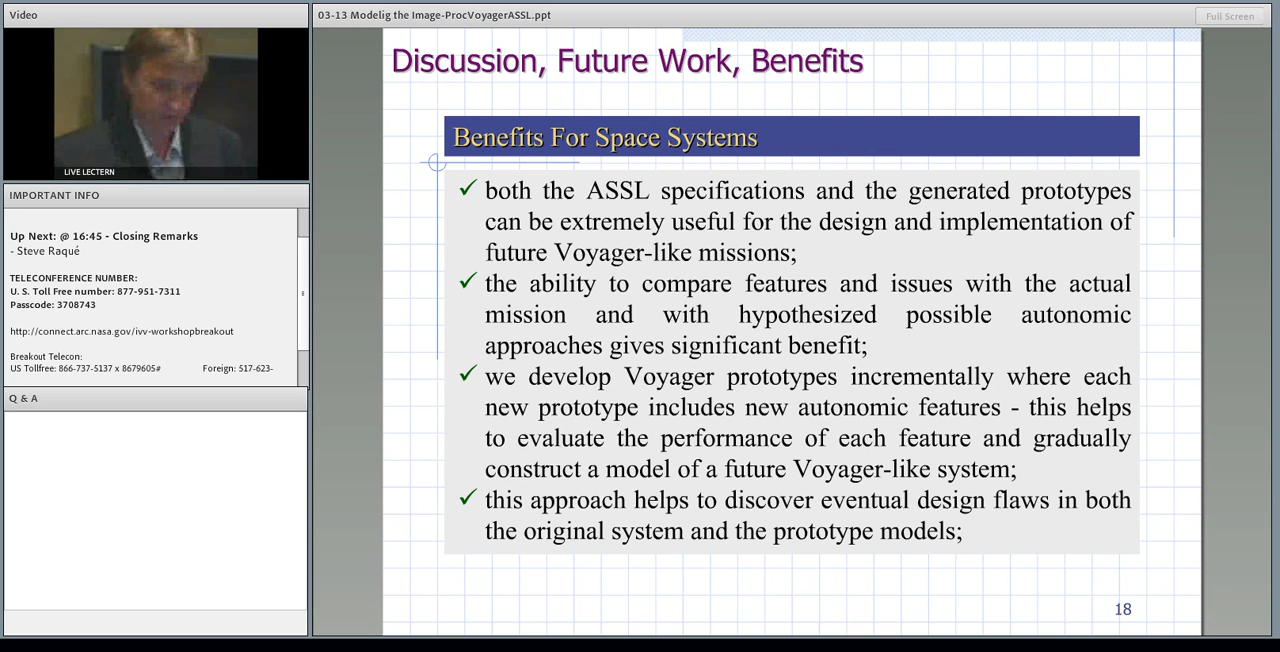 Video
LIVE LECTERN
IMPORTANT INFO
Up Next: @ 16:45 - Closing Remarks
- Steve Raqué
TELECONFERENCE NUMBER:
U. S. Toll Free number: 877-951-7311
Passcode: 3708743
http://connect.arc.nasa.gov/ivv-workshopbreakout
Breakout Telecon:
US Tollfree: 866-737-5137 x 8679605# Foreign: 517-623-
Q & A
03-13 Modelig the Image-ProcVoyagerASSL.ppt
Full Screen
Discussion, Future Work, Benefits
Benefits For Space Systems
✓ both the ASSL specifications and the generated prototypes
can be extremely useful for the design and implementation of
future Voyager-like missions;
✓ the ability to compare features and issues with the actual
mission and with hypothesized possible autonomic
approaches gives significant benefit;
✓ we develop Voyager prototypes incrementally where each
new prototype includes new autonomic features - this helps
to evaluate the performance of each feature and gradually
construct a model of a future Voyager-like system;
✓ this approach helps to discover eventual design flaws in both
the original system and the prototype models;
18